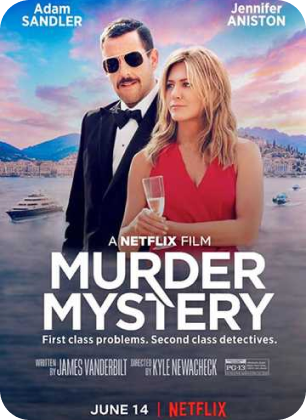 Adam Jennifer
SANDLER ANISTON
A NETFLIX FILM
MURDER
MYSTERY
First class problems. Second class detectives.
WRITTEN BY JAMES VANDERBILT DIRECTED BY KYLE NEWACHECK PG-13
JUNE 14 | NETFLIX